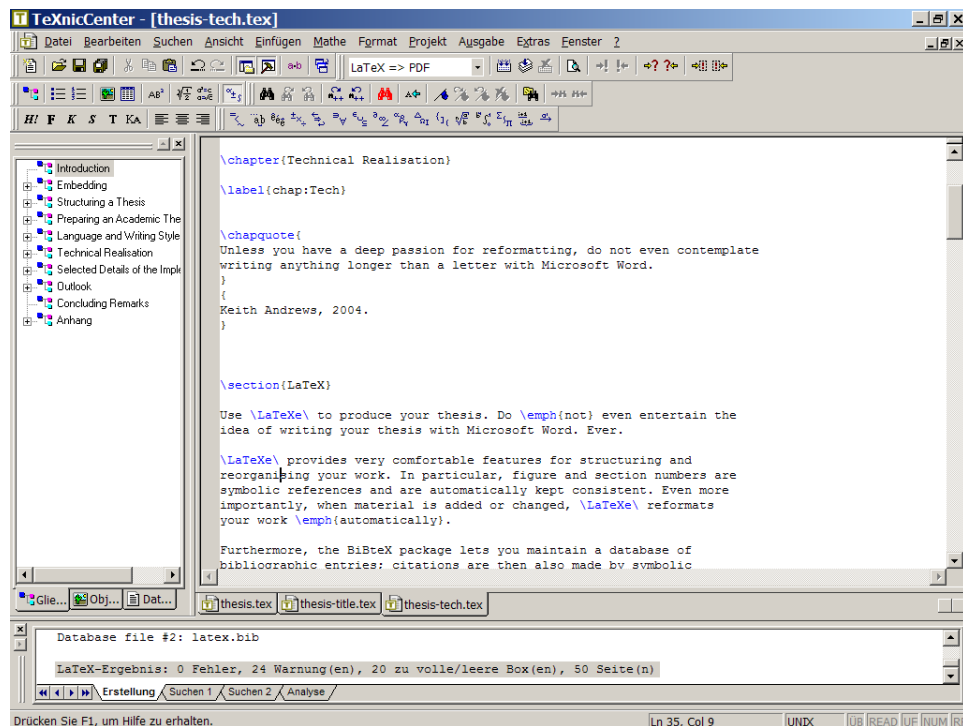 TeXnicCenter - [thesis-tech.tex]
Datei Bearbeiten Suchen Ansicht Einfügen Mathe Format Projekt Ausgabe Extras Fenster ?
LaTeX => PDF
H! F K S T KA
Introduction
Embedding
Structuring a Thesis
Preparing an Academic The
Language and Writing Style
Technical Realisation
Selected Details of the Imple
Outlook
Concluding Remarks
Anhang
Glie... Obj... Dat...
\chapter{Technical Realisation}
\label{chap:Tech}
\chapquote{
Unless you have a deep passion for reformatting, do not even contemplate
writing anything longer than a letter with Microsoft Word.
}
{
Keith Andrews, 2004.
}
\section{LaTeX}
Use \LaTeXe\ to produce your thesis. Do \emph{not} even entertain the
idea of writing your thesis with Microsoft Word. Ever.
\LaTeXe\ provides very comfortable features for structuring and
reorganising your work. In particular, figure and section numbers are
symbolic references and are automatically kept consistent. Even more
importantly, when material is added or changed, \LaTeXe\ reformats
your work \emph{automatically}.
Furthermore, the BiBteX package lets you maintain a database of
bibliographic entries; citations are then also made by symbolic
thesis.tex thesis-title.tex thesis-tech.tex
Database file #2: latex.bib
LaTeX-Ergebnis: 0 Fehler, 24 Warnung(en), 20 zu volle/leere Box(en), 50 Seite(n)
Erstellung Suchen 1 Suchen 2 Analyse
Drücken Sie F1, um Hilfe zu erhalten.
Ln 35, Col 9 UNIX ÜB READ UF NUM